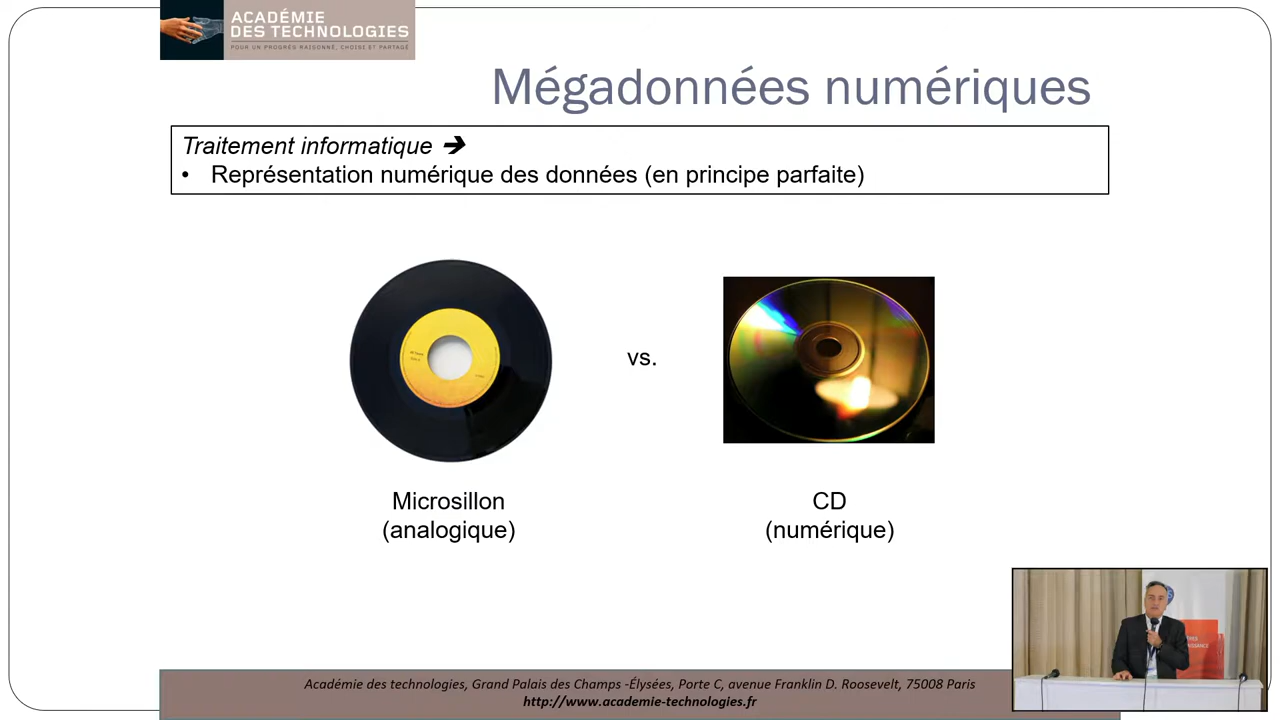 ACADÉMIE
DES TECHNOLOGIES
POUR UN PROGRÈS RAISONNÉ, CHOISI ET PARTAGÉ
Mégadonnées numériques
Traitement informatique ➔
• Représentation numérique des données (en principe parfaite)
vs.
Microsillon
(analogique)
CD
(numérique)
Académie des technologies, Grand Palais des Champs -Élysées, Porte C, avenue Franklin D. Roosevelt, 75008 Paris
http://www.academie-technologies.fr